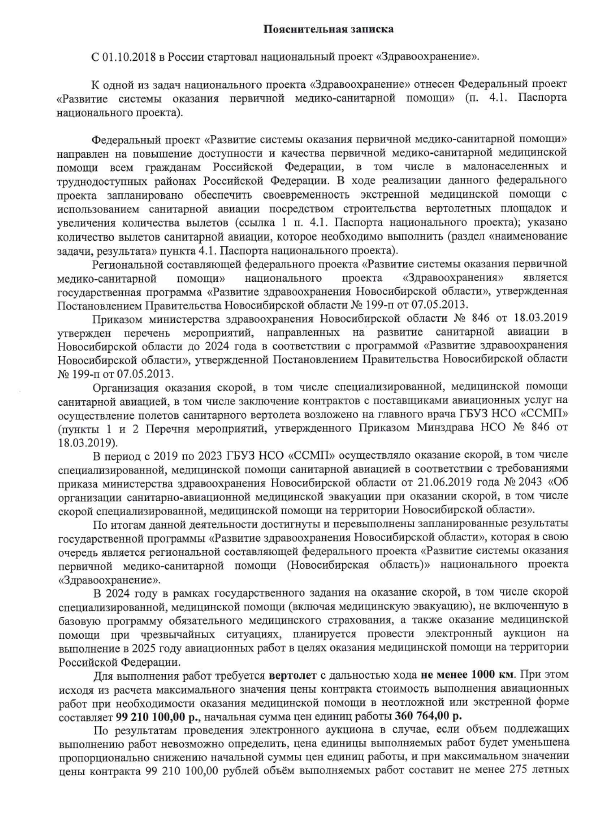 Пояснительная записка
С 01.10.2018 в России стартовал национальный проект «Здравоохранение».
К одной из задач национального проекта «Здравоохранение» отнесен Федеральный проект
«Развитие системы оказания первичной медико-санитарной помощи» (п. 4.1. Паспорта
национального проекта).
Федеральный проект «Развитие системы оказания первичной медико-санитарной помощи»
направлен на повышение доступности и качества первичной медико-санитарной медицинской
помощи всем гражданам Российской Федерации, в том числе в малонаселенных и
труднодоступных районах Российской Федерации. В ходе реализации данного федерального
проекта запланировано обеспечить своевременность экстренной медицинской помощи с
использованием санитарной авиации посредством строительства вертолетных площадок и
увеличения количества вылетов (ссылка 1 п. 4.1. Паспорта национального проекта); указано
количество вылетов санитарной авиации, которое необходимо выполнить (раздел «наименование
задачи, результата» пункта 4.1. Паспорта национального проекта).
Региональной составляющей федерального проекта «Развитие системы оказания первичной
медико-санитарной помощи» национального проекта «Здравоохранения» является
государственная программа «Развитие здравоохранения Новосибирской области», утвержденная
Постановлением Правительства Новосибирской области № 199-п от 07.05.2013.
Приказом министерства здравоохранения Новосибирской области № 846 от 18.03.2019
утвержден перечень мероприятий, направленных на развитие санитарной авиации в
Новосибирской области до 2024 года в соответствии с программой «Развитие здравоохранения
Новосибирской области», утвержденной Постановлением Правительства Новосибирской области
№ 199-п от 07.05.2013.
Организация оказания скорой, в том числе специализированной, медицинской помощи
санитарной авиацией, в том числе заключение контрактов с поставщиками авиационных услуг на
осуществление полетов санитарного вертолета возложено на главного врача ГБУЗ НСО «ССМП»
(пункты 1 и 2 Перечня мероприятий, утвержденного Приказом Минздрава НСО № 846 от
18.03.2019).
В период с 2019 по 2023 ГБУЗ НСО «ССМП» осуществляло оказание скорой, в том числе
специализированной, медицинской помощи санитарной авиацией в соответствии с требованиями
приказа министерства здравоохранения Новосибирской области от 21.06.2019 года № 2043 «Об
организации санитарно-авиационной медицинской эвакуации при оказании скорой, в том числе
скорой специализированной, медицинской помощи на территории Новосибирской области».
По итогам данной деятельности достигнуты и перевыполнены запланированные результаты
государственной программы «Развитие здравоохранения Новосибирской области», которая в свою
очередь является региональной составляющей федерального проекта «Развитие системы оказания
первичной медико-санитарной помощи (Новосибирская область)» национального проекта
«Здравоохранение».
В 2024 году в рамках государственного задания на оказание скорой, в том числе скорой
специализированной, медицинской помощи (включая медицинскую эвакуацию), не включенную в
базовую программу обязательного медицинского страхования, а также оказание медицинской
помощи при чрезвычайных ситуациях, планируется провести электронный аукцион на
выполнение в 2025 году авиационных работ в целях оказания медицинской помощи на территории
Российской Федерации.
Для выполнения работ требуется вертолет с дальностью хода не менее 1000 км. При этом
исходя из расчета максимального значения цены контракта стоимость выполнения авиационных
работ при необходимости оказания медицинской помощи в неотложной или экстренной форме
составляет 99 210 100,00 р., начальная сумма цен единиц работы 360 764,00 р.
По результатам проведения электронного аукциона в случае, если объем подлежащих
выполнению работ невозможно определить, цена единицы выполняемых работ будет уменьшена
пропорционально снижению начальной суммы цен единиц работы, и при максимальном значении
цены контракта 99 210 100,00 рублей объём выполняемых работ составит не менее 275 летных